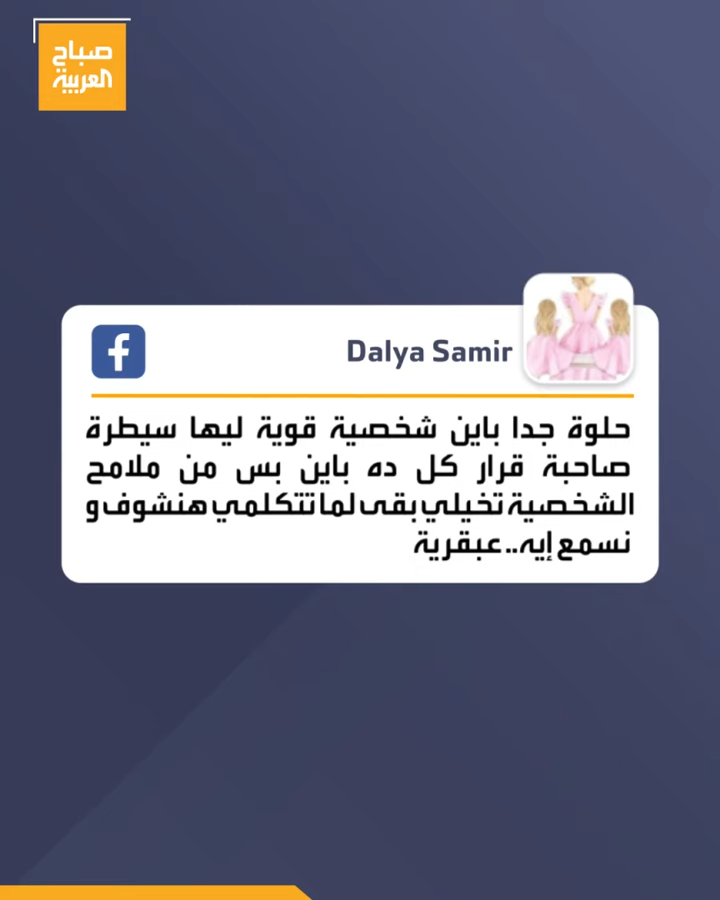 صباح
العربية
Dalya Samir
حلوة جدا باين شخصية قوية ليها سيطرة
صاحبة قرار كل ده باين بس من ملامح
الشخصية تخيلي بقى لما تتكلمي هنشوف و
نسمع إيه.. عبقرية